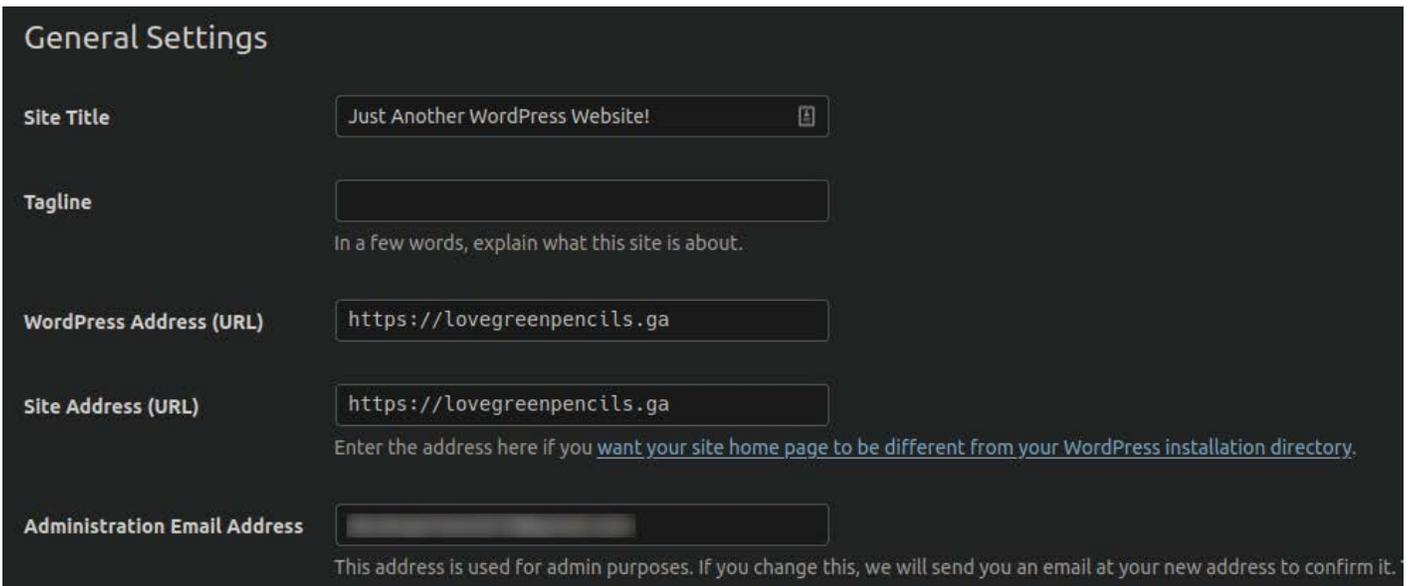 General Settings
Site Title
Just Another WordPress Website!
Tagline
In a few words, explain what this site is about.
WordPress Address (URL)
https://lovegreenpencils.ga
Site Address (URL)
https://lovegreenpencils.ga
Enter the address here if you want your site home page to be different from your WordPress installation directory.
Administration Email Address
This address is used for admin purposes. If you change this, we will send you an email at your new address to confirm it.